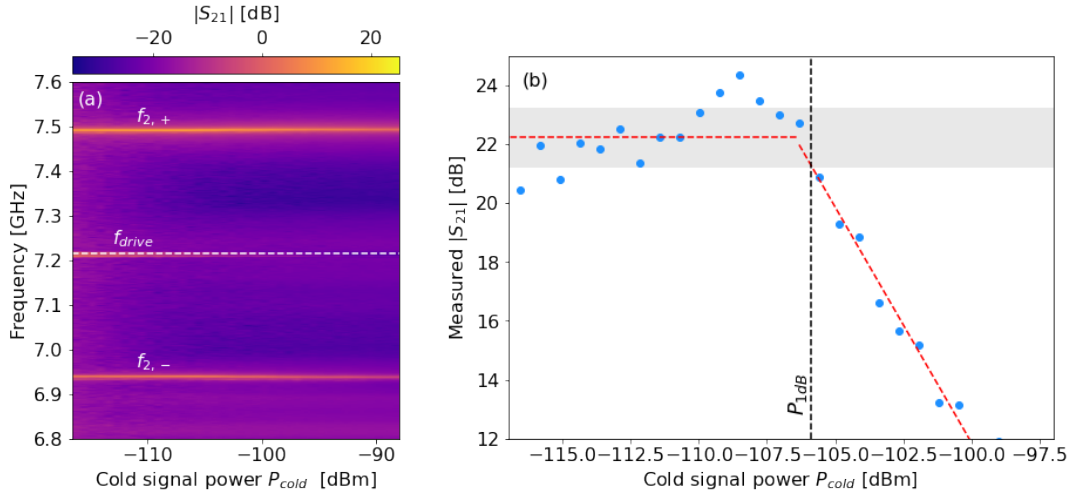 |S21| [dB]
−20 0 20
(a)
f2, +
fdrive
f2, −
7.6
7.5
7.4
7.3
7.2
7.1
7.0
6.9
6.8
Frequency [GHz]
−110 −100 −90
Cold signal power Pcold [dBm]
(b)
P1dB
24
22
20
18
16
14
12
Measured |S21| [dB]
−115.0 −112.5 −110.0 −107.5 −105.0 −102.5 −100.0 −97.5
Cold signal power Pcold [dBm]